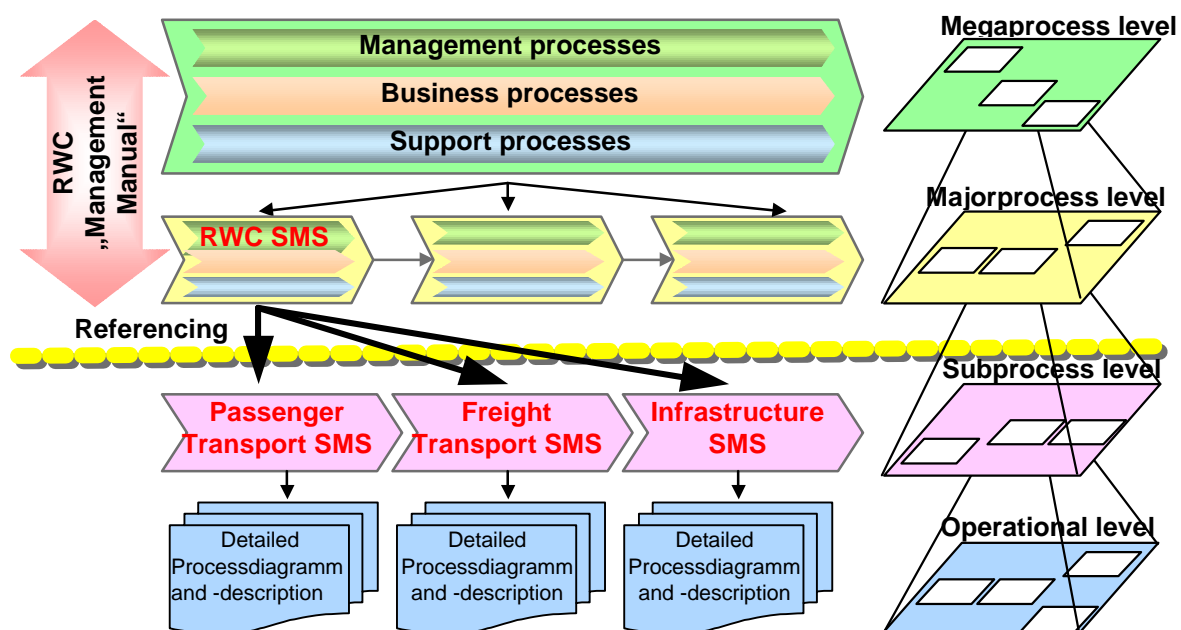 Megaprocess level
Management processes
Business processes
Support processes
RWC
„Management
Manual“
Majorprocess level
RWC SMS
Referencing
Subprocess level
Passenger
Transport SMS
Freight
Transport SMS
Infrastructure
SMS
Operational level
Detailed
Processdiagramm
and -description
Detailed
Processdiagramm
and -description
Detailed
Processdiagramm
and -description